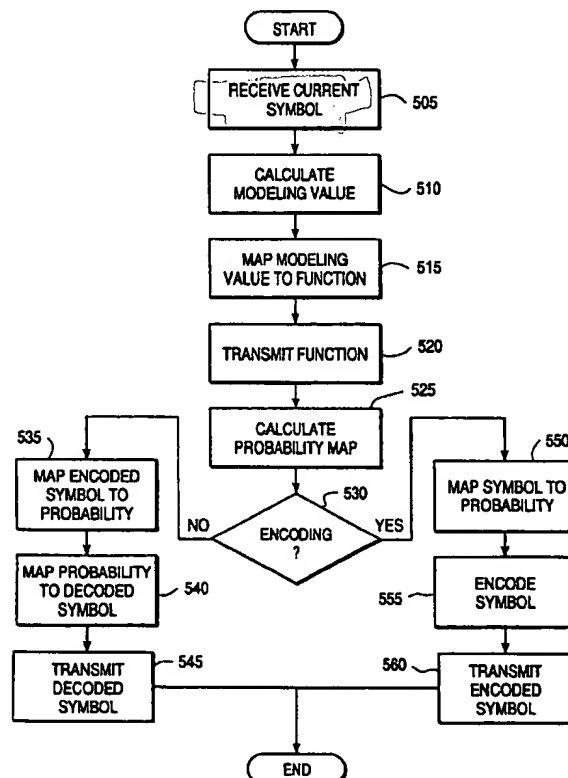 START
RECEIVE CURRENT
SYMBOL
505
CALCULATE
MODELING VALUE
510
MAP MODELING
VALUE TO FUNCTION
515
TRANSMIT FUNCTION
520
525
CALCULATE
PROBABILITY MAP
530
ENCODING
?
NO
YES
535
MAP ENCODED
SYMBOL TO
PROBABILITY
MAP PROBABILITY
TO DECODED
SYMBOL
540
545
TRANSMIT
DECODED
SYMBOL
550
MAP SYMBOL TO
PROBABILITY
555
ENCODE
SYMBOL
560
TRANSMIT
ENCODED
SYMBOL
END